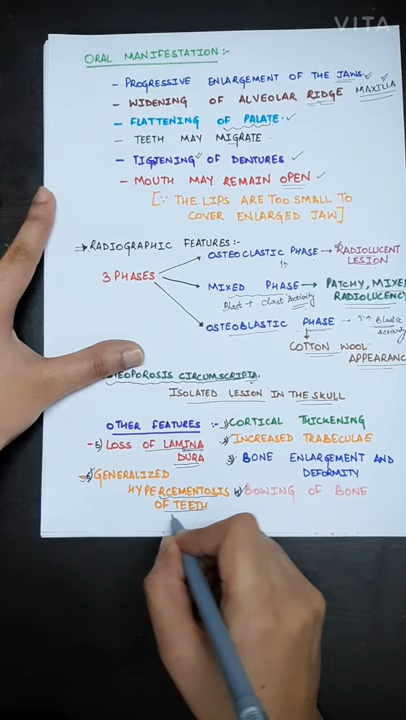 VITA
ORAL MANIFESTATION :-
- PROGRESSIVE ENLARGEMENT OF THE JAWS.
- WIDENING OF ALVEOLAR RIDGE MAXILLA
- FLATTENING OF PALATE.
- TEETH MAY MIGRATE
- TIGTENING OF DENTURES
- MOUTH MAY REMAIN OPEN
[∵ THE LIPS ARE TOO SMALL TO
COVER ENLARGED JAW]
⇒ RADIOGRAPHIC FEATURES :-
3 PHASES
OSTEOCLASTIC PHASE → RADIOLUCENT
LESION
MIXED PHASE → PATCHY, MIXED
RADIOLUCENCY
Blast + Clast Activity
OSTEOBLASTIC PHASE → ↑↑ Blastic
activity
COTTON WOOL
APPEARANC
TEOPOROSIS CIRCUMSCRIPTA
ISOLATED LESION IN THE SKULL
OTHER FEATURES :- 1) CORTICAL THICKENING
2) INCREASED TRABECULAE
3) BONE ENLARGEMENT AND
DEFORMITY
4) BOWING OF BONE
- 5) LOSS OF LAMINA
DURA
- 6) GENERALIZED
HYPERCEMENTOSIS
OF TEETH